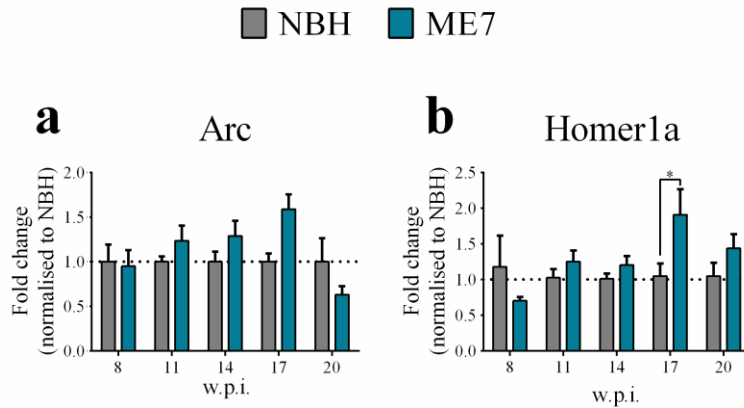 NBH ME7
a Arc
Fold change
(normalised to NBH)
2.0
1.5
1.0
0.5
0.0
8 11 14 17 20
w.p.i.
b Homer1a
Fold change
(normalised to NBH)
2.5
2.0
1.5
1.0
0.5
0.0
*
8 11 14 17 20
w.p.i.